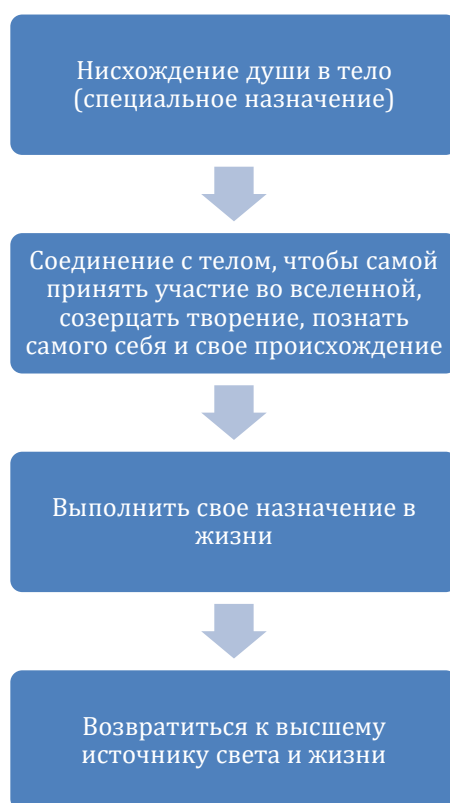 Нисхождение души в тело
(специальное назначение)
Соединение с телом, чтобы самой
принять участие во вселенной,
созерцать творение, познать
самого себя и свое происхождение
Выполнить свое назначение в
жизни
Возвратиться к высшему
источнику света и жизни